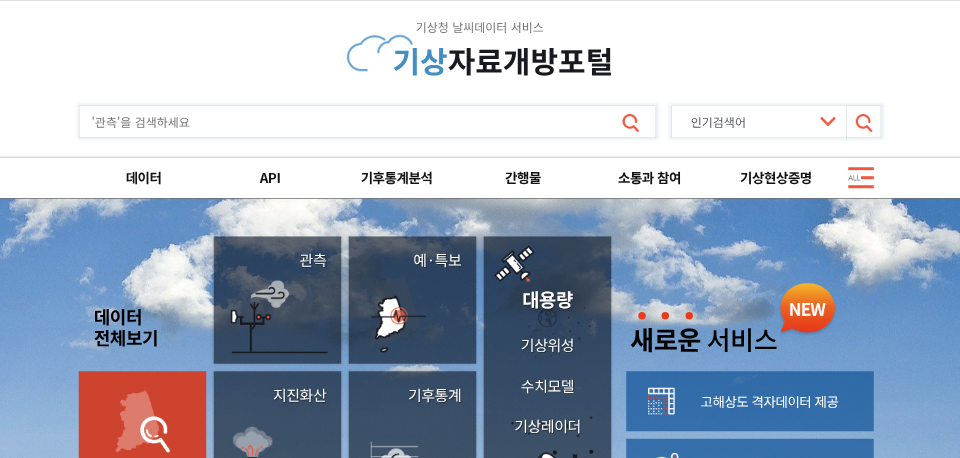 기상청 날씨데이터 서비스
기상자료개방포털
'관측'을 검색하세요
인기검색어
데이터
API
기후통계분석
간행물
소통과 참여
기상현상증명
ALL
데이터
전체보기
관측
예·특보
대용량
기상위성
수치모델
기상레이더
지진화산
기후통계
NEW
새로운 서비스
고해상도 격자데이터 제공